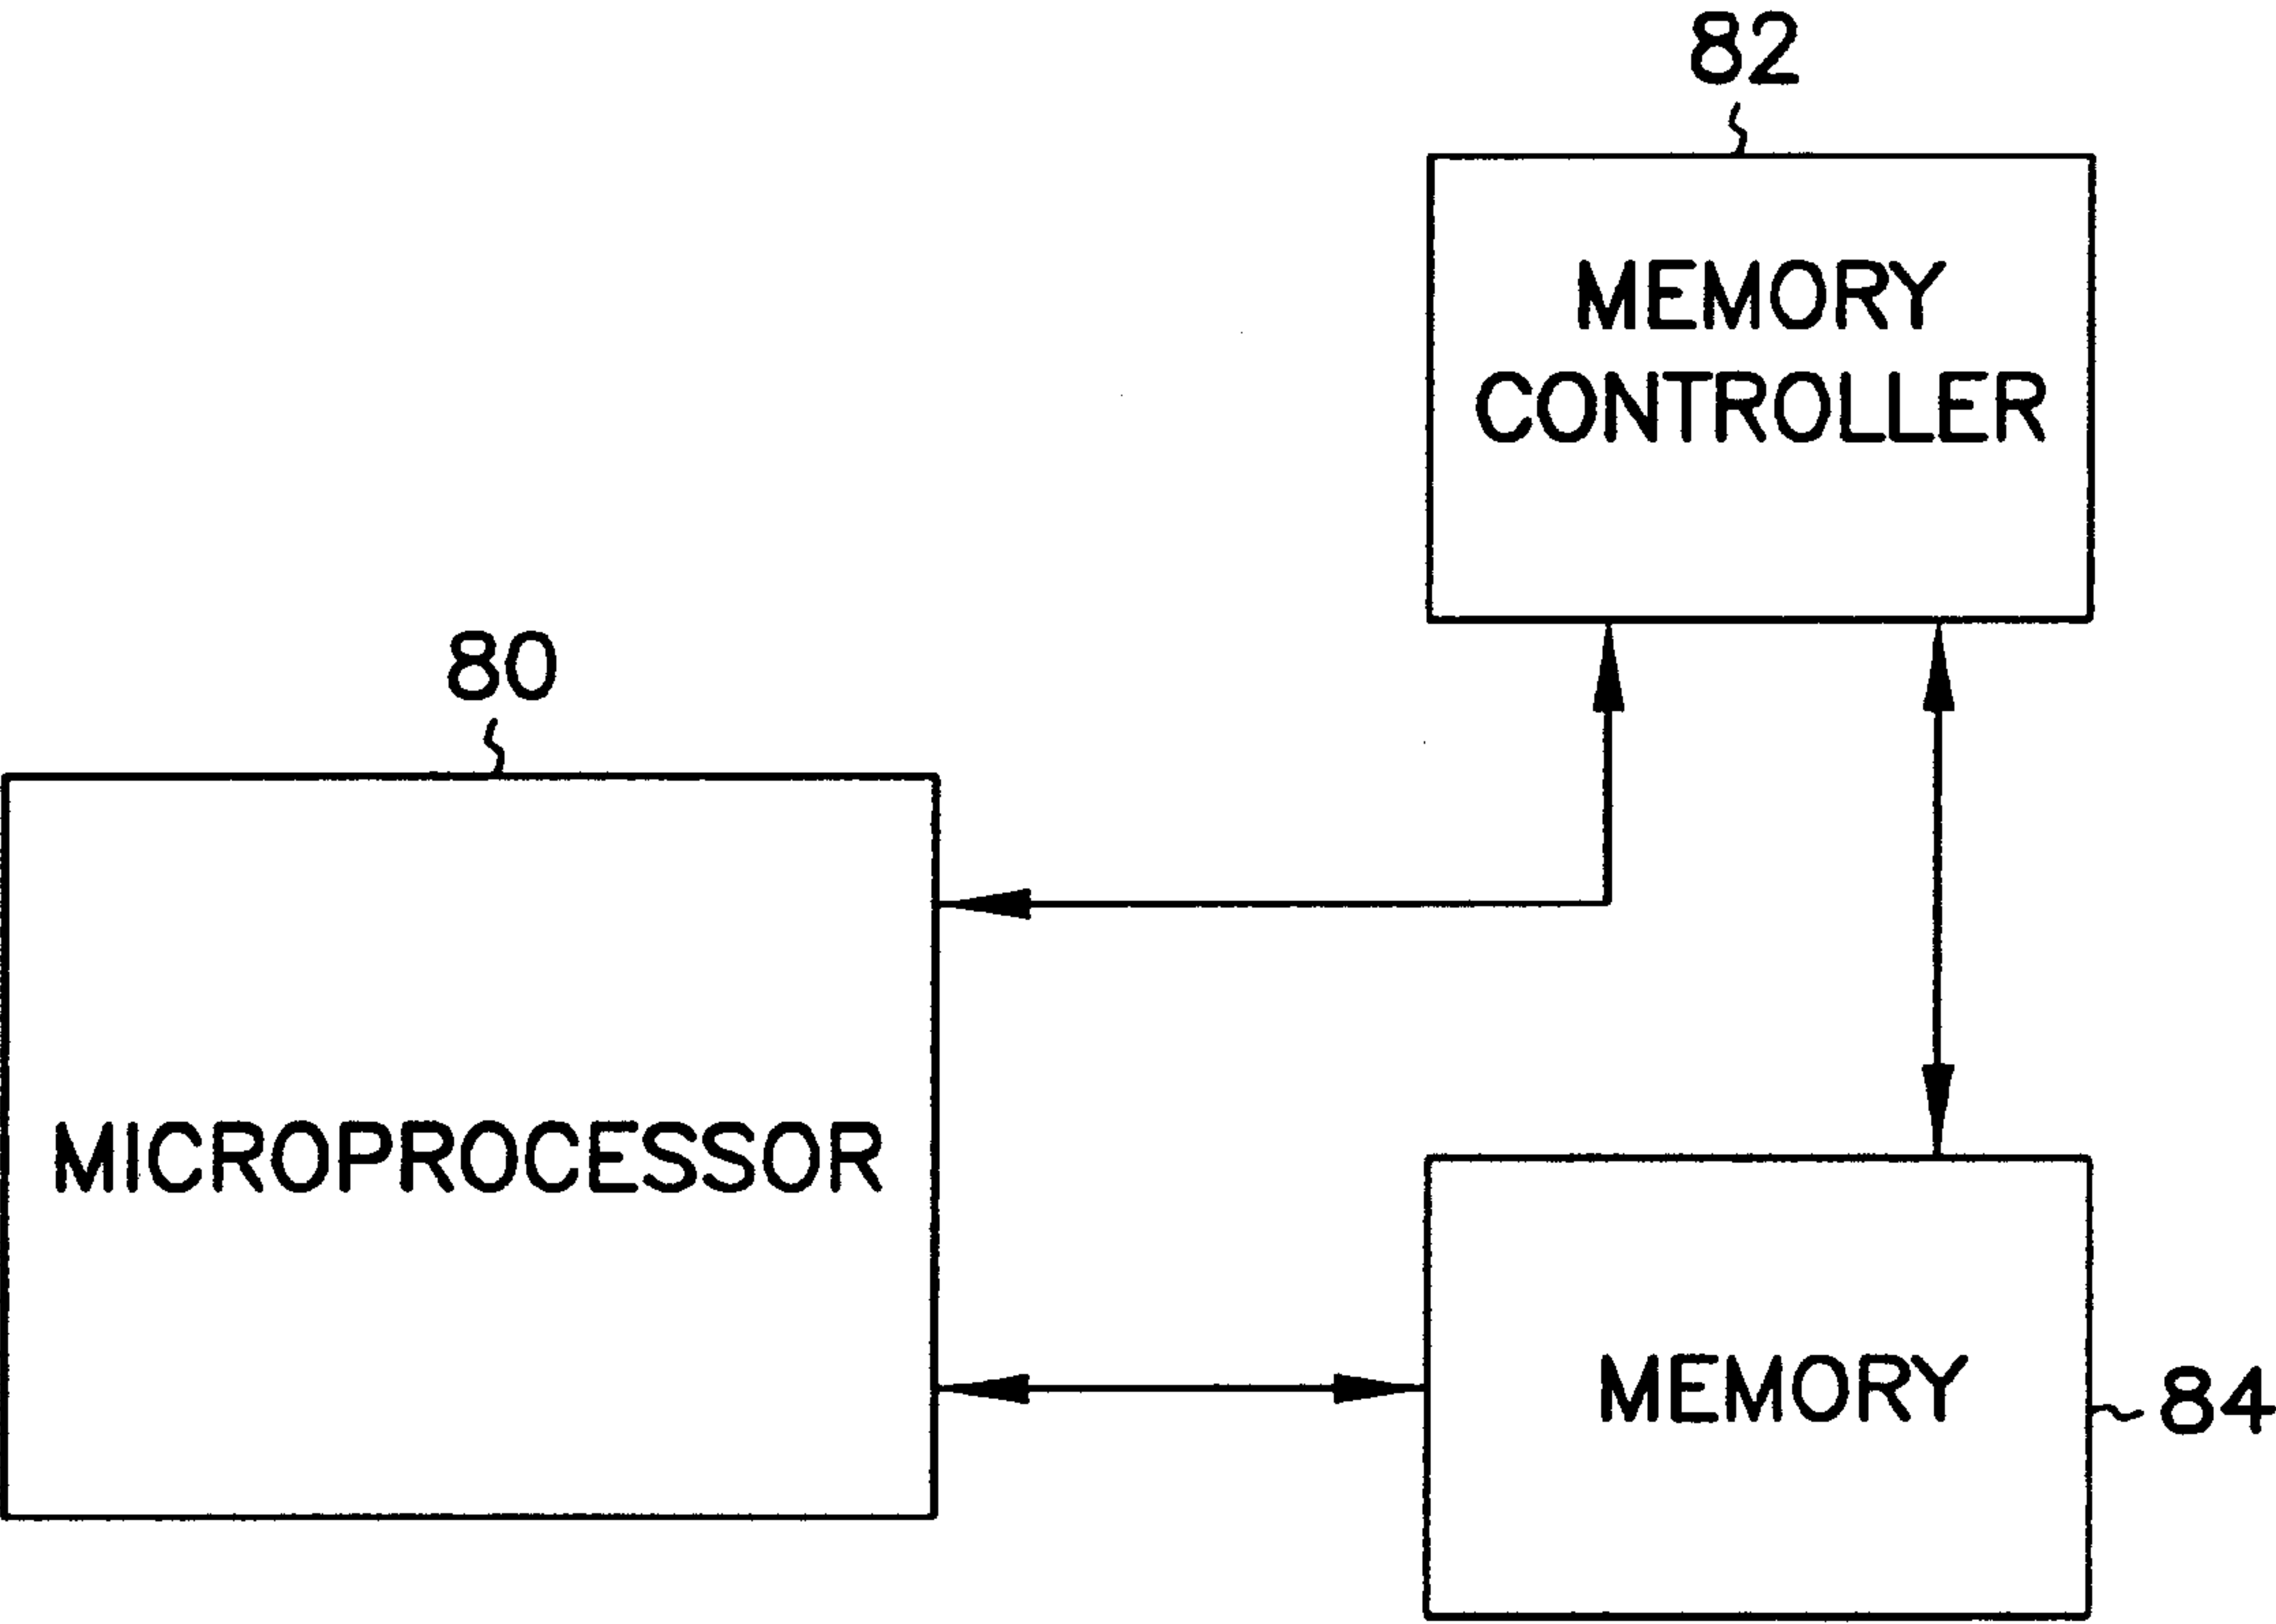 82
MEMORY
CONTROLLER
80
MICROPROCESSOR
MEMORY
84